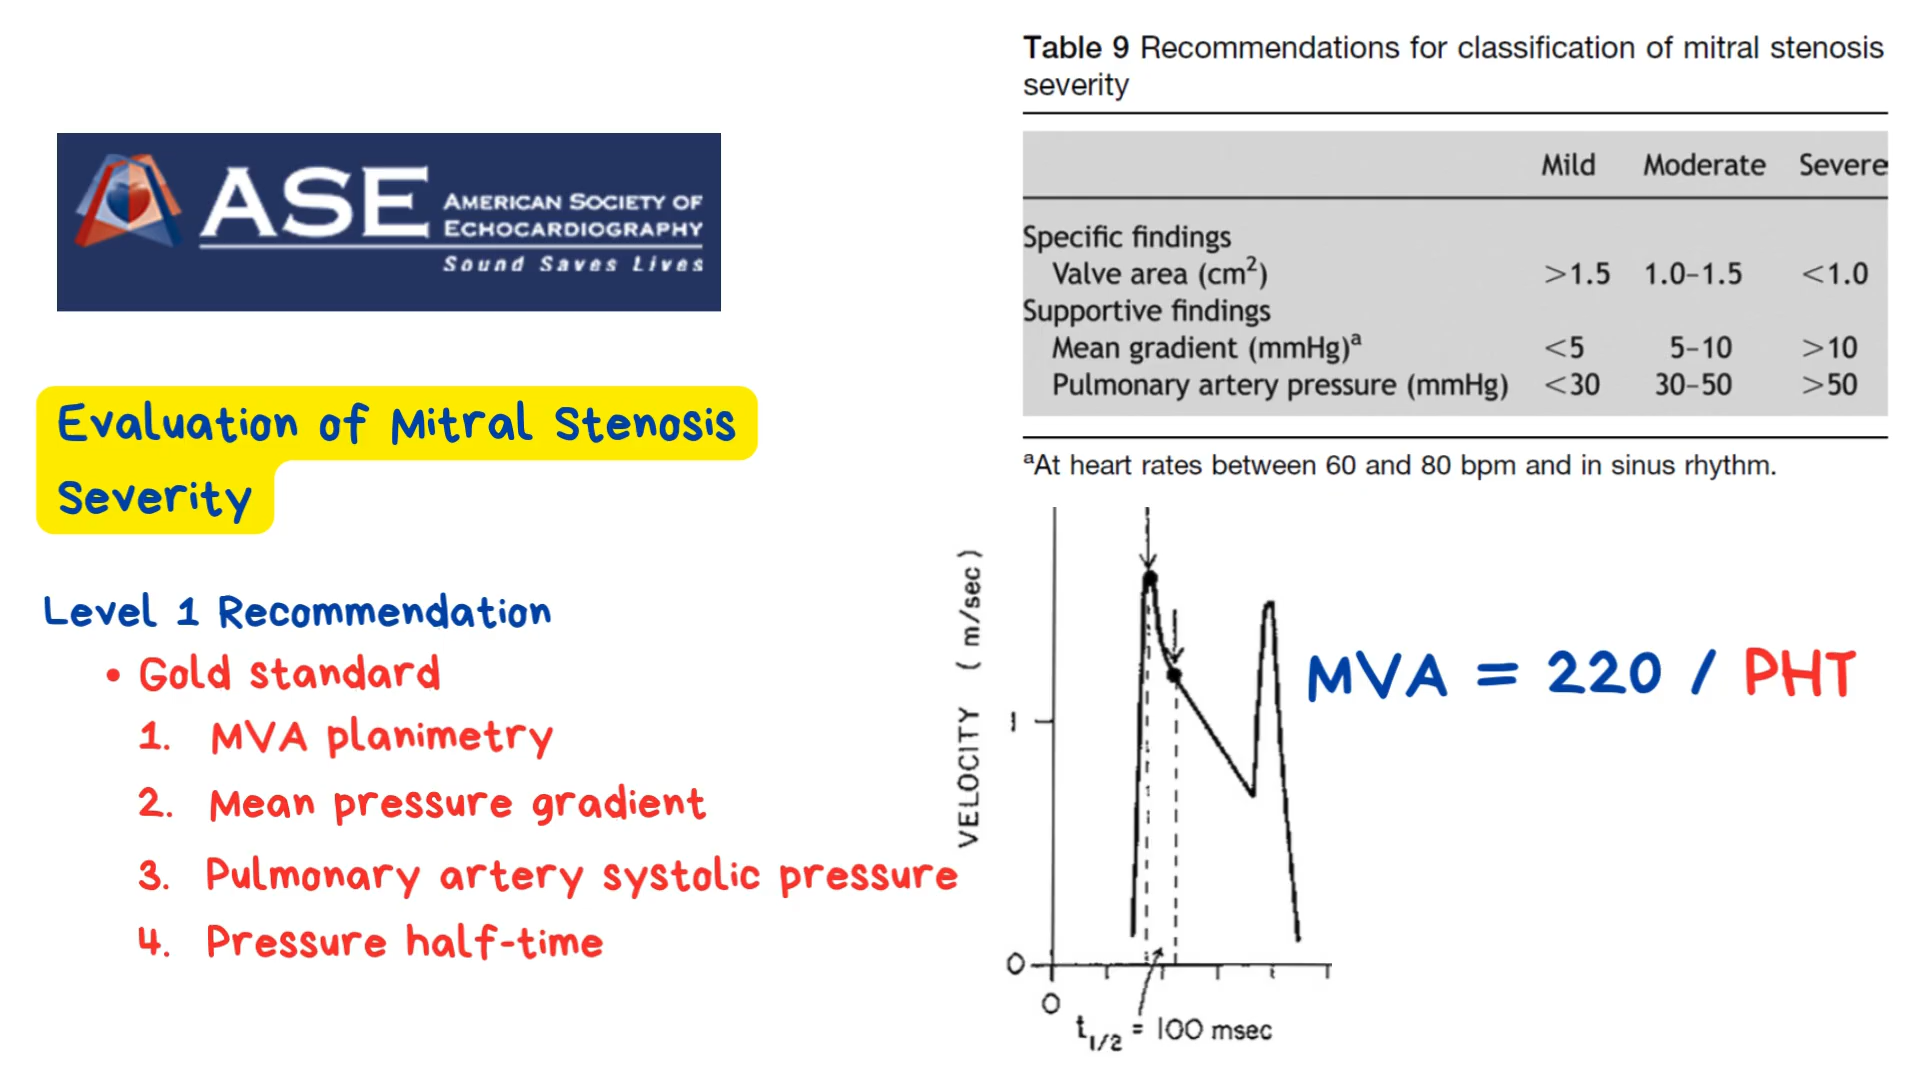 ASE
AMERICAN SOCIETY OF
ECHOCARDIOGRAPHY
Sound Saves Lives
Evaluation of Mitral Stenosis
Severity
Level 1 Recommendation
• Gold standard
1. MVA planimetry
2. Mean pressure gradient
3. Pulmonary artery systolic pressure
4. Pressure half-time
Table 9 Recommendations for classification of mitral stenosis
severity
Mild Moderate Severe
Specific findings
Valve area (cm²) >1.5 1.0–1.5 <1.0
Supportive findings
Mean gradient (mmHg)ᵃ <5 5–10 >10
Pulmonary artery pressure (mmHg) <30 30–50 >50
ᵃAt heart rates between 60 and 80 bpm and in sinus rhythm.
VELOCITY (m/sec)
1
0
0
t1/2 = 100 msec
MVA = 220 / PHT